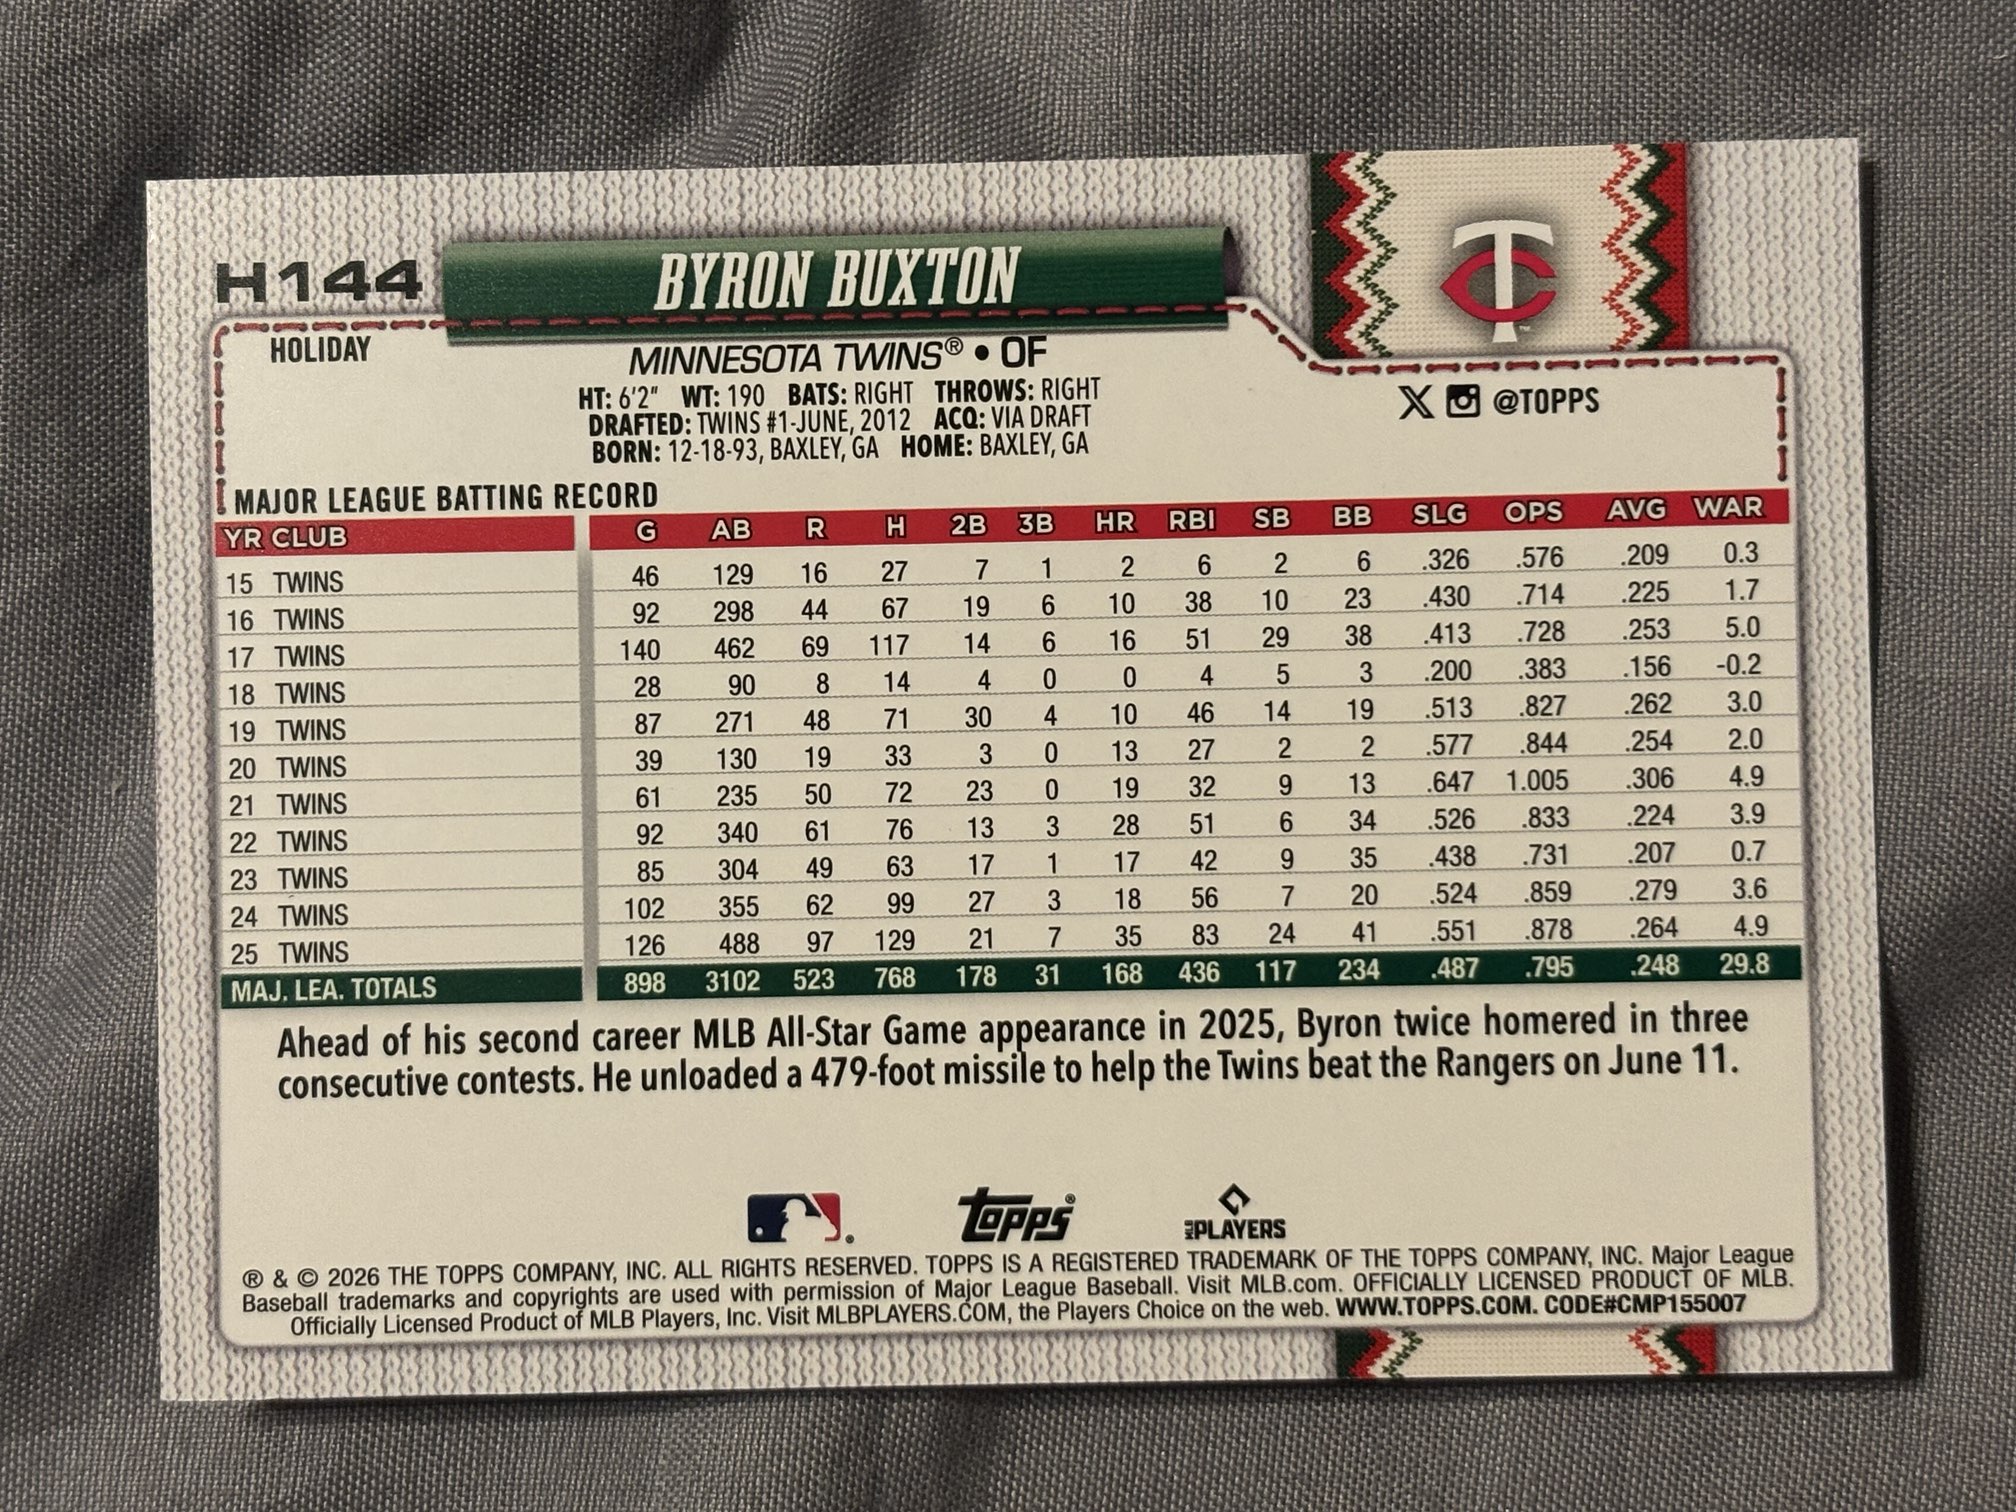 H144 BYRON BUXTON
TC
HOLIDAY
MINNESOTA TWINS® • OF
HT: 6'2" WT: 190 BATS: RIGHT THROWS: RIGHT
DRAFTED: TWINS #1-JUNE, 2012 ACQ: VIA DRAFT
BORN: 12-18-93, BAXLEY, GA HOME: BAXLEY, GA
X @TOPPS
MAJOR LEAGUE BATTING RECORD
YR CLUB G AB R H 2B 3B HR RBI SB BB SLG OPS AVG WAR
15 TWINS 46 129 16 27 7 1 2 6 2 6 .326 .576 .209 0.3
16 TWINS 92 298 44 67 19 6 10 38 10 23 .430 .714 .225 1.7
17 TWINS 140 462 69 117 14 6 16 51 29 38 .413 .728 .253 5.0
18 TWINS 28 90 8 14 4 0 0 4 5 3 .200 .383 .156 -0.2
19 TWINS 87 271 48 71 30 4 10 46 14 19 .513 .827 .262 3.0
20 TWINS 39 130 19 33 3 0 13 27 2 2 .577 .844 .254 2.0
21 TWINS 61 235 50 72 23 0 19 32 9 13 .647 1.005 .306 4.9
22 TWINS 92 340 61 76 13 3 28 51 6 34 .526 .833 .224 3.9
23 TWINS 85 304 49 63 17 1 17 42 9 35 .438 .731 .207 0.7
24 TWINS 102 355 62 99 27 3 18 56 7 20 .524 .859 .279 3.6
25 TWINS 126 488 97 129 21 7 35 83 24 41 .551 .878 .264 4.9
MAJ. LEA. TOTALS 898 3102 523 768 178 31 168 436 117 234 .487 .795 .248 29.8
Ahead of his second career MLB All-Star Game appearance in 2025, Byron twice homered in three
consecutive contests. He unloaded a 479-foot missile to help the Twins beat the Rangers on June 11.
topps® MLB PLAYERS
® & © 2026 THE TOPPS COMPANY, INC. ALL RIGHTS RESERVED. TOPPS IS A REGISTERED TRADEMARK OF THE TOPPS COMPANY, INC. Major League
Baseball trademarks and copyrights are used with permission of Major League Baseball. Visit MLB.com. OFFICIALLY LICENSED PRODUCT OF MLB.
Officially Licensed Product of MLB Players, Inc. Visit MLBPLAYERS.COM, the Players Choice on the web. WWW.TOPPS.COM. CODE#CMP155007